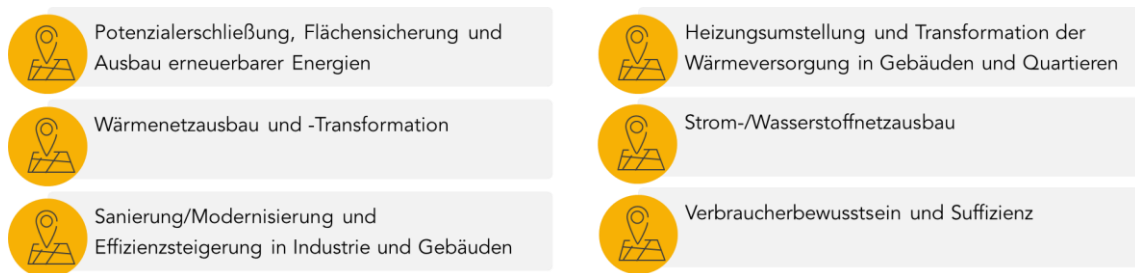 Potenzialerschließung, Flächensicherung und
Ausbau erneuerbarer Energien
Wärmenetzausbau und -Transformation
Sanierung/Modernisierung und
Effizienzsteigerung in Industrie und Gebäuden
Heizungsumstellung und Transformation der
Wärmeversorgung in Gebäuden und Quartieren
Strom-/Wasserstoffnetzausbau
Verbraucherbewusstsein und Suffizienz